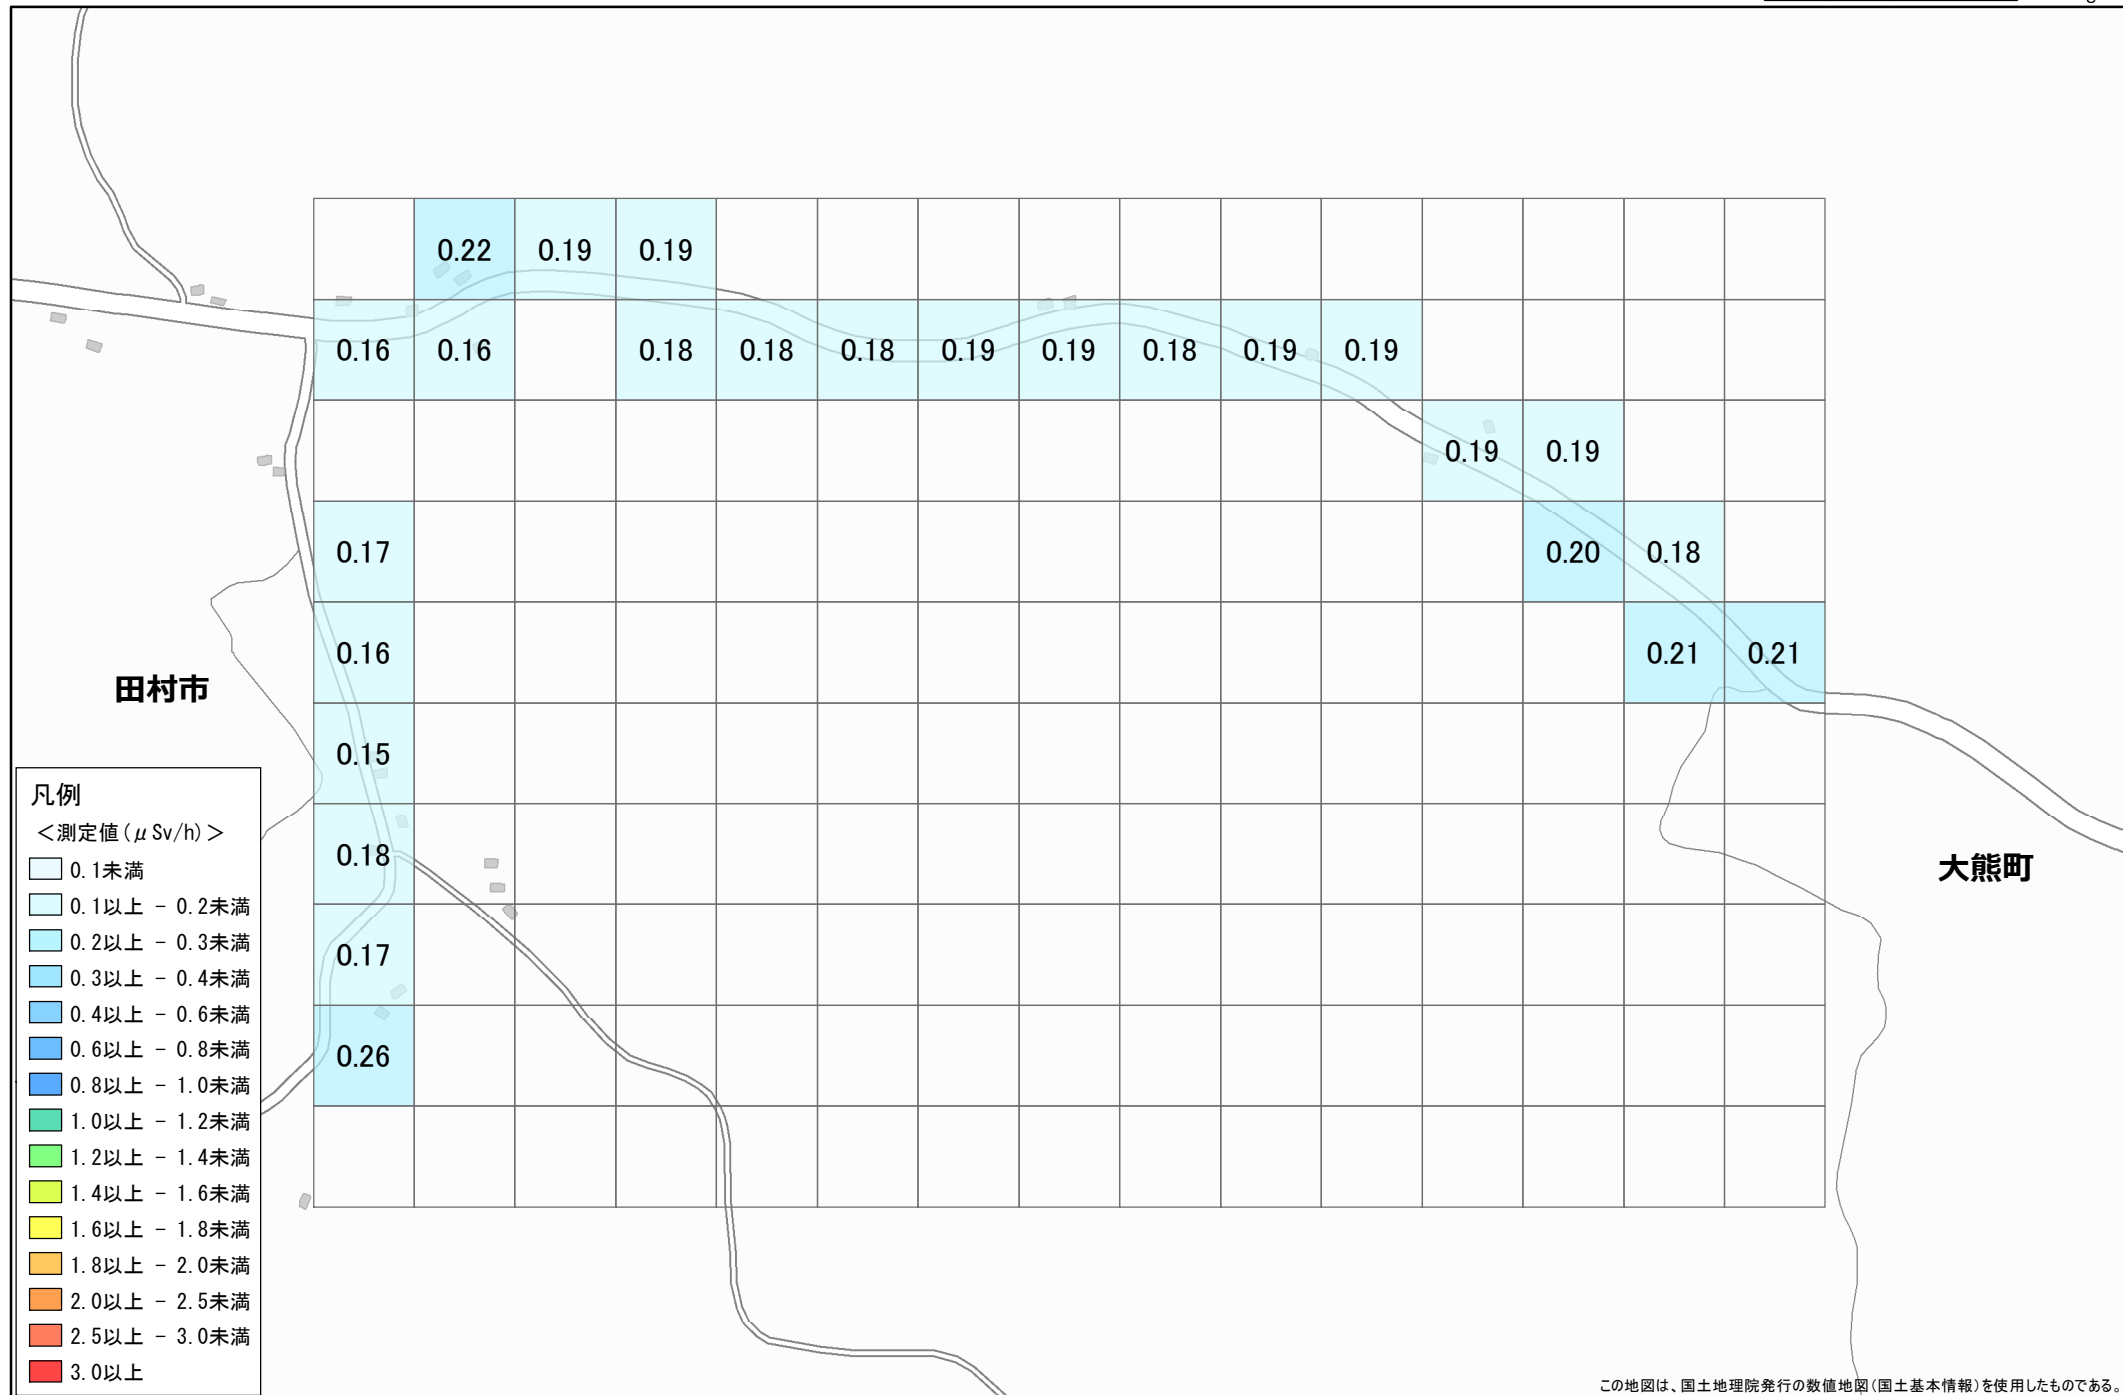 0.22 0.19 0.19
0.16 0.16 0.18 0.18 0.18 0.19 0.19 0.18 0.19 0.19
0.19 0.19
0.17 0.20 0.18
0.16 0.21 0.21
田村市
0.15
0.18
大熊町
0.17
0.26
凡例
<測定値(μSv/h)>
0.1未満
0.1以上 - 0.2未満
0.2以上 - 0.3未満
0.3以上 - 0.4未満
0.4以上 - 0.6未満
0.6以上 - 0.8未満
0.8以上 - 1.0未満
1.0以上 - 1.2未満
1.2以上 - 1.4未満
1.4以上 - 1.6未満
1.6以上 - 1.8未満
1.8以上 - 2.0未満
2.0以上 - 2.5未満
2.5以上 - 3.0未満
3.0以上
この地図は、国土地理院発行の数値地図(国土基本情報)を使用したものである。